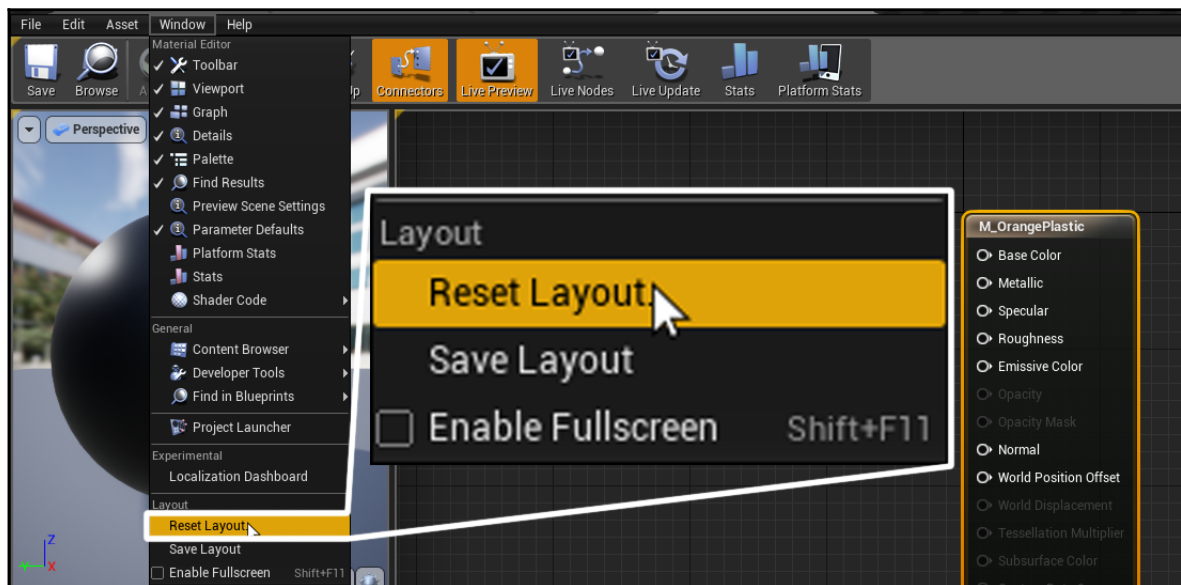 File Edit Asset Window Help
Material Editor
Toolbar
Viewport
Graph
Details
Palette
Find Results
Preview Scene Settings
Parameter Defaults
Platform Stats
Stats
Shader Code
General
Content Browser
Developer Tools
Find in Blueprints
Project Launcher
Experimental
Localization Dashboard
Layout
Reset Layout...
Save Layout
Enable Fullscreen Shift+F11
Save Browse Connectors Live Preview Live Nodes Live Update Stats Platform Stats
Perspective
Layout
Reset Layout...
Save Layout
Enable Fullscreen Shift+F11
M_OrangePlastic
Base Color
Metallic
Specular
Roughness
Emissive Color
Opacity
Opacity Mask
Normal
World Position Offset
World Displacement
Tessellation Multiplier
Subsurface Color
Z
Y X